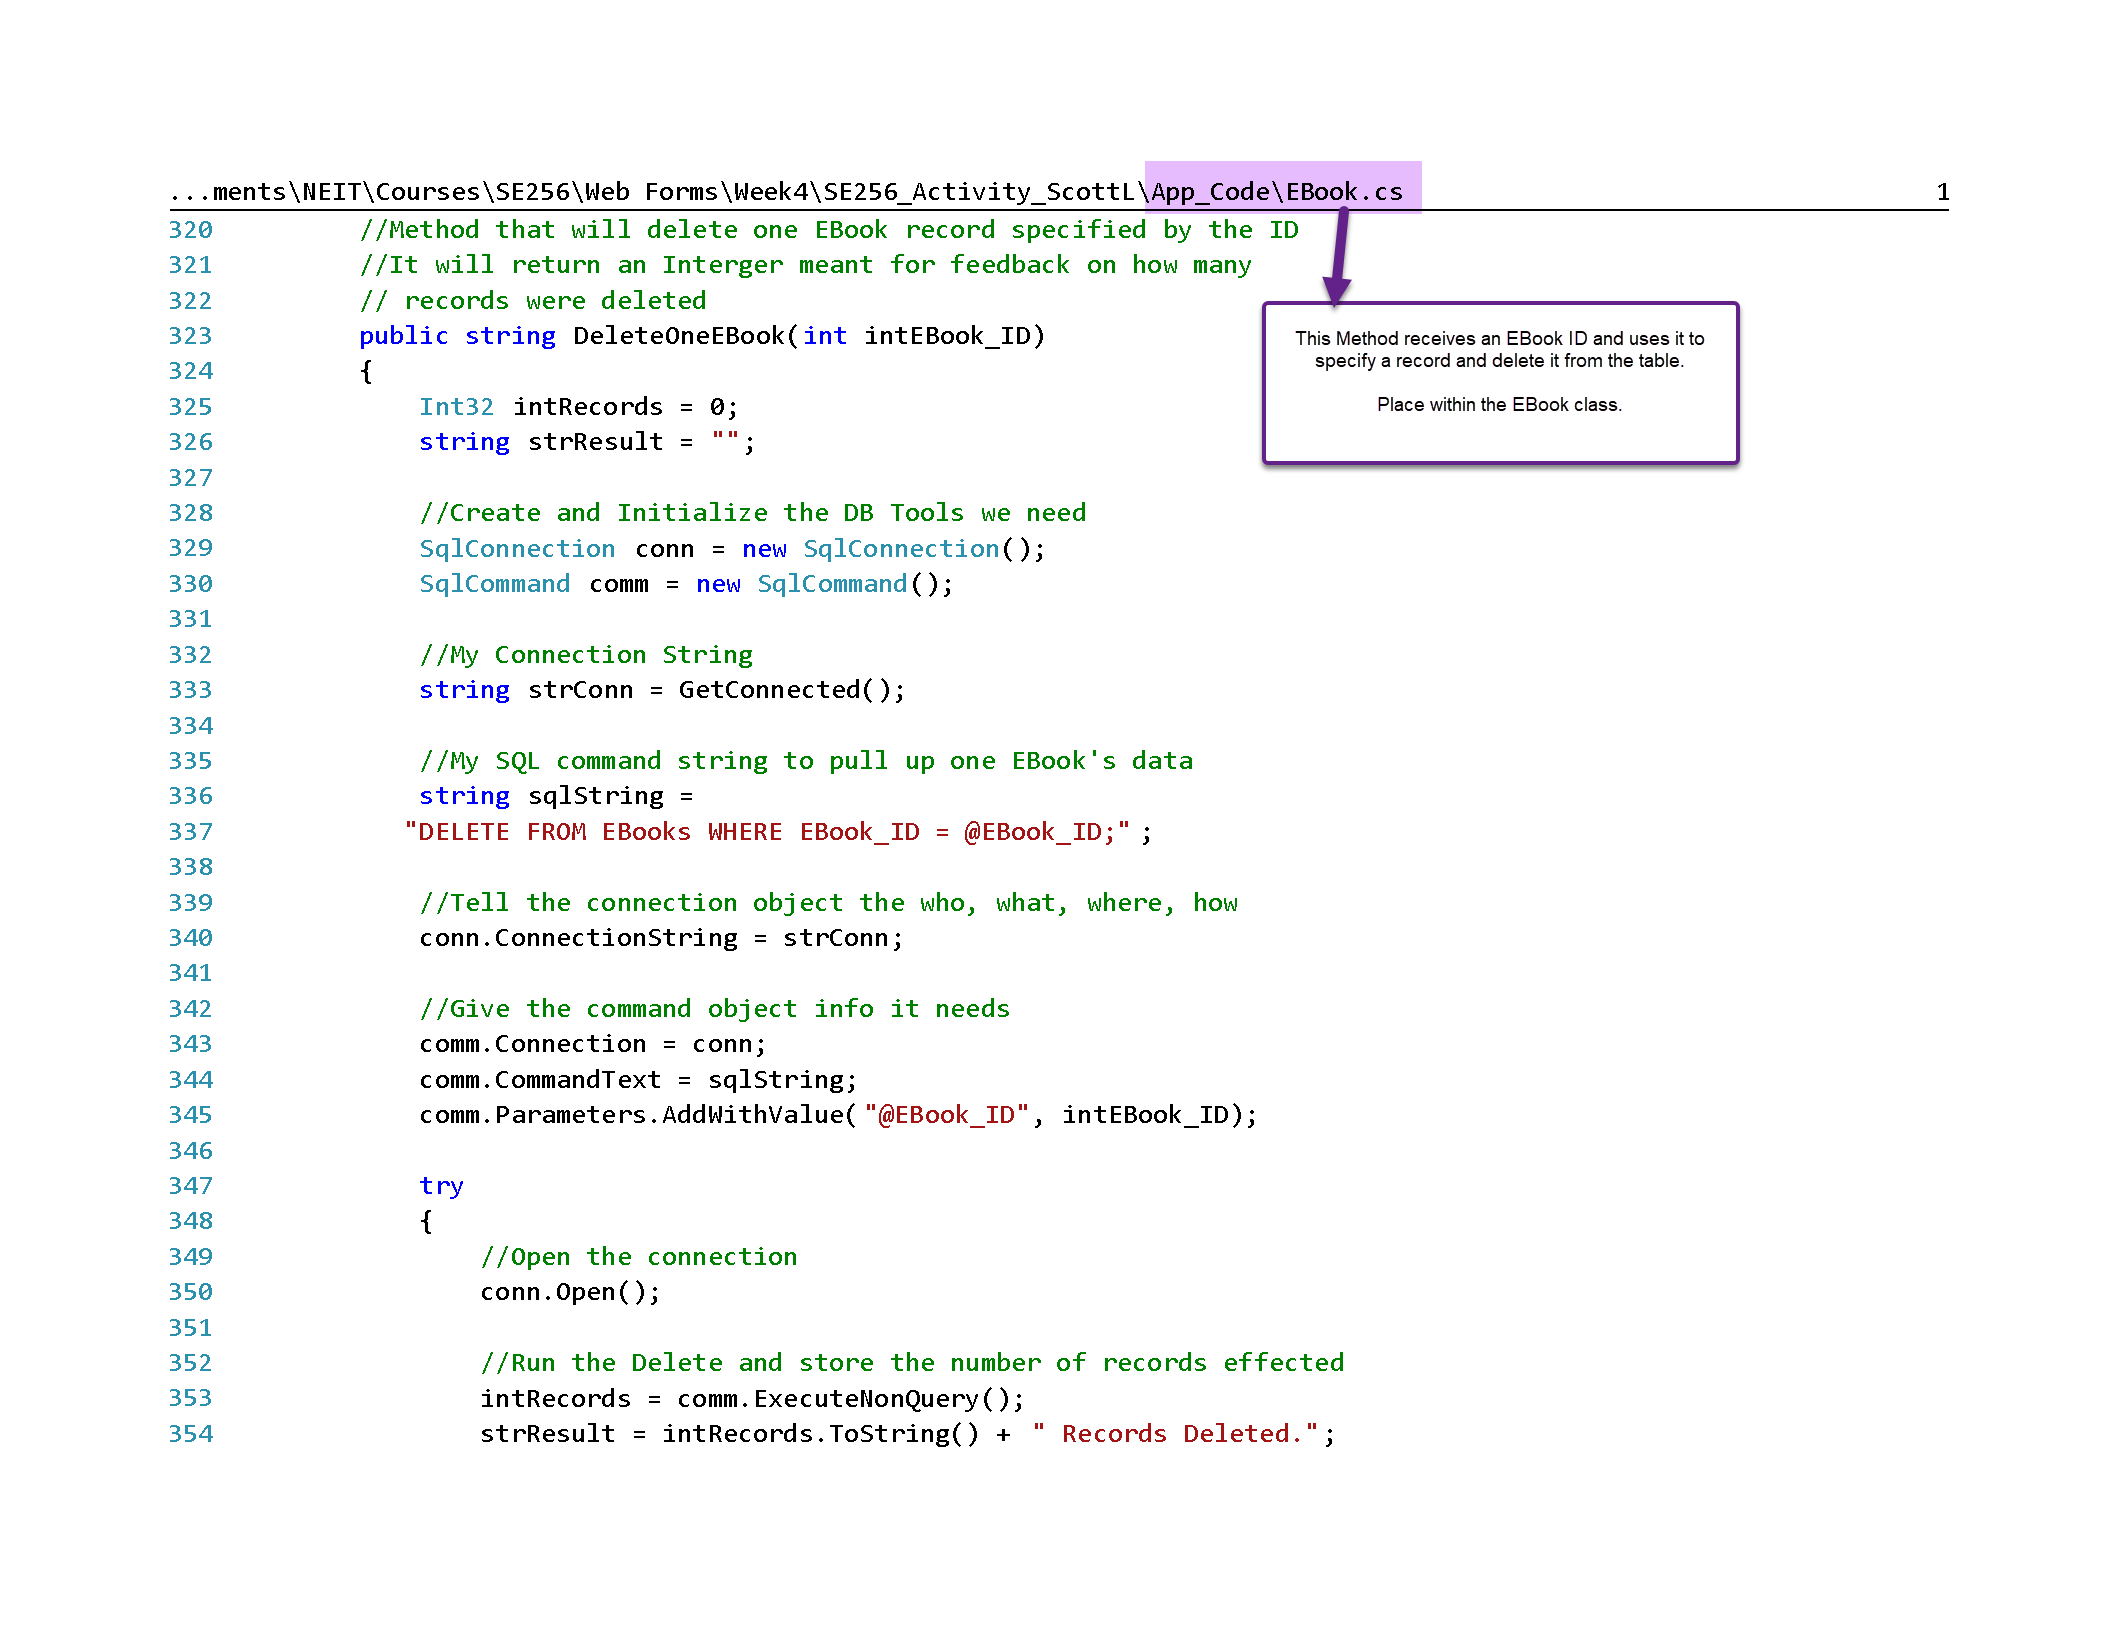 ...ments\NEIT\Courses\SE256\Web Forms\Week4\SE256_Activity_ScottL\App_Code\EBook.cs 1
320 //Method that will delete one EBook record specified by the ID
321 //It will return an Interger meant for feedback on how many
322 // records were deleted
323 public string DeleteOneEBook(int intEBook_ID)
324 {
325 Int32 intRecords = 0;
326 string strResult = "";
327
328 //Create and Initialize the DB Tools we need
329 SqlConnection conn = new SqlConnection();
330 SqlCommand comm = new SqlCommand();
331
332 //My Connection String
333 string strConn = GetConnected();
334
335 //My SQL command string to pull up one EBook's data
336 string sqlString =
337 "DELETE FROM EBooks WHERE EBook_ID = @EBook_ID;";
338
339 //Tell the connection object the who, what, where, how
340 conn.ConnectionString = strConn;
341
342 //Give the command object info it needs
343 comm.Connection = conn;
344 comm.CommandText = sqlString;
345 comm.Parameters.AddWithValue("@EBook_ID", intEBook_ID);
346
347 try
348 {
349 //Open the connection
350 conn.Open();
351
352 //Run the Delete and store the number of records effected
353 intRecords = comm.ExecuteNonQuery();
354 strResult = intRecords.ToString() + " Records Deleted.";
This Method receives an EBook ID and uses it to
specify a record and delete it from the table.
Place within the EBook class.